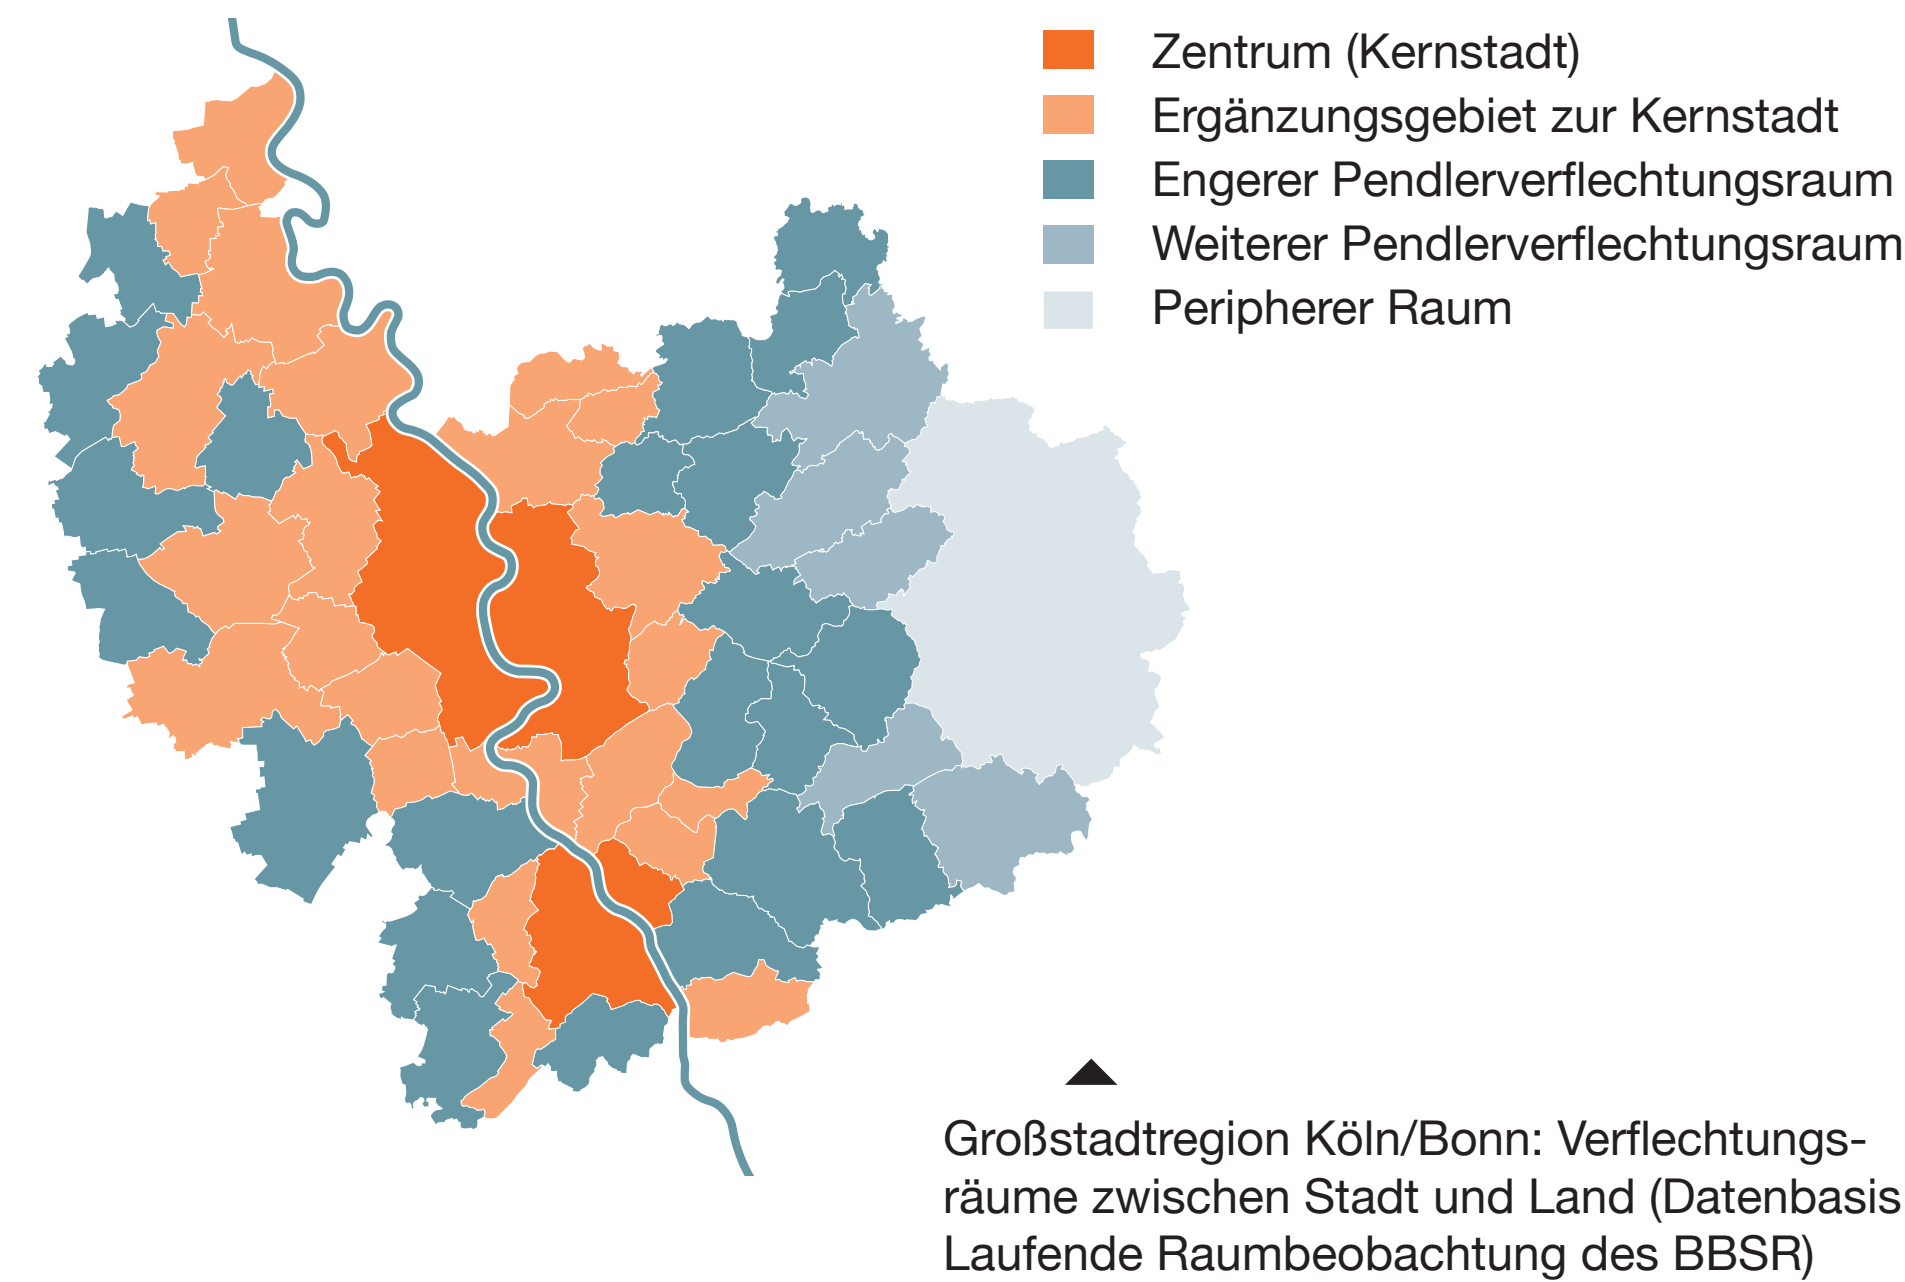 Zentrum (Kernstadt)
Ergänzungsgebiet zur Kernstadt
Engerer Pendlerverflechtungsraum
Weiterer Pendlerverflechtungsraum
Peripherer Raum
Großstadtregion Köln/Bonn: Verflechtungs-
räume zwischen Stadt und Land (Datenbasis
Laufende Raumbeobachtung des BBSR)